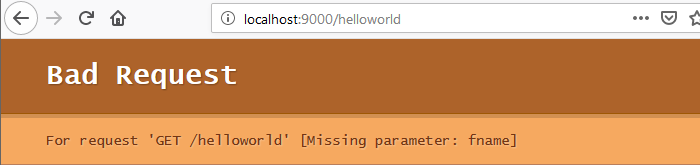 localhost:9000/helloworld
Bad Request
For request 'GET /helloworld' [Missing parameter: fname]